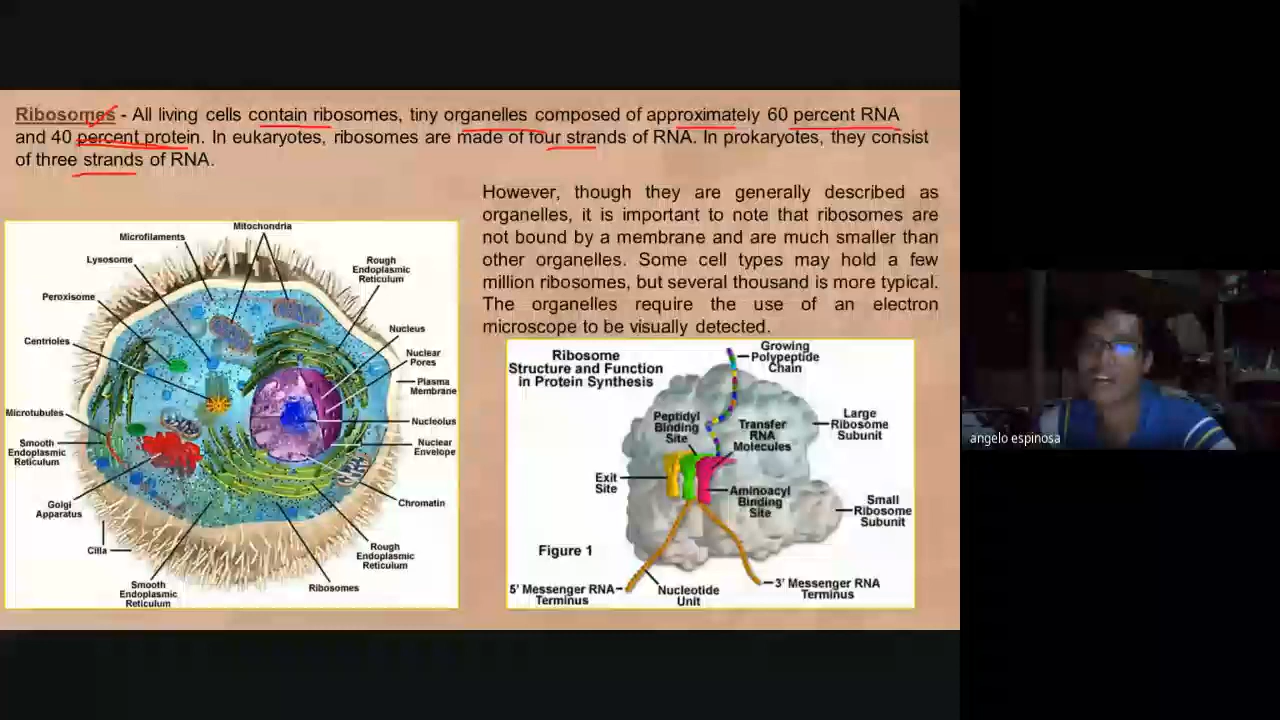 Ribosomes - All living cells contain ribosomes, tiny organelles composed of approximately 60 percent RNA
and 40 percent protein. In eukaryotes, ribosomes are made of four strands of RNA. In prokaryotes, they consist
of three strands of RNA.
However, though they are generally described as
organelles, it is important to note that ribosomes are
not bound by a membrane and are much smaller than
other organelles. Some cell types may hold a few
million ribosomes, but several thousand is more typical.
The organelles require the use of an electron
microscope to be visually detected.
Mitochondria
Microfilaments
Lysosome
Rough
Endoplasmic
Reticulum
Peroxisome
Nucleus
Centrioles
Nuclear
Pores
Plasma
Membrane
Microtubules
Nucleolus
Smooth
Endoplasmic
Reticulum
Nuclear
Envelope
Golgi
Apparatus
Chromatin
Cilla
Rough
Endoplasmic
Reticulum
Smooth
Endoplasmic
Reticulum
Ribosomes
Ribosome
Structure and Function
in Protein Synthesis
Growing
Polypeptide
Chain
Peptidyl
Binding
Site
Transfer
RNA
Molecules
Large
Ribosome
Subunit
Exit
Site
Aminoacyl
Binding
Site
Small
Ribosome
Subunit
Figure 1
5' Messenger RNA
Terminus
Nucleotide
Unit
3' Messenger RNA
Terminus
angelo espinosa